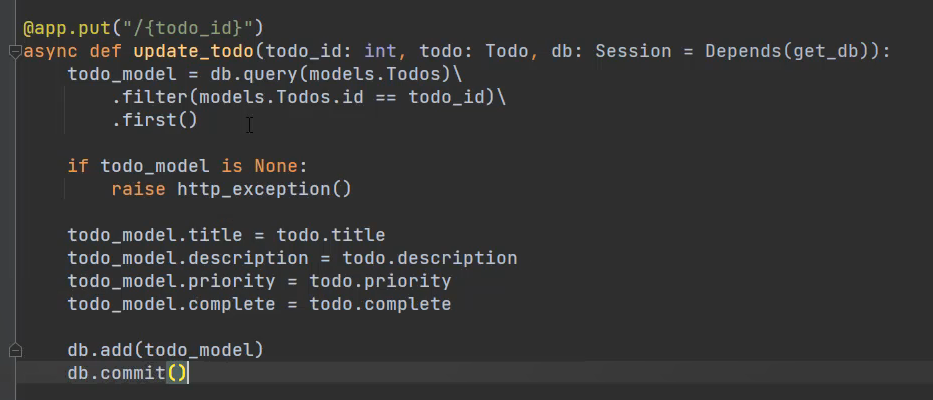 @app.put("/{todo_id}")
async def update_todo(todo_id: int, todo: Todo, db: Session = Depends(get_db)):
    todo_model = db.query(models.Todos)\
        .filter(models.Todos.id == todo_id)\
        .first()

    if todo_model is None:
        raise http_exception()

    todo_model.title = todo.title
    todo_model.description = todo.description
    todo_model.priority = todo.priority
    todo_model.complete = todo.complete

    db.add(todo_model)
    db.commit()